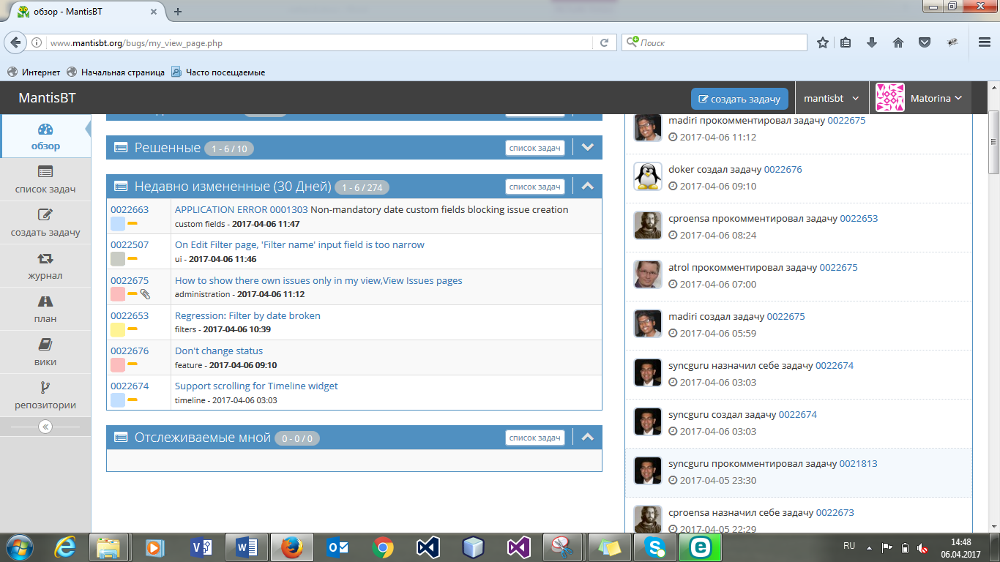 обзор - MantisBT
www.mantisbt.org/bugs/my_view_page.php
Поиск
Интернет
Начальная страница
Часто посещаемые
MantisBT
создать задачу
mantisbt
Matorina
обзор
список задач
создать задачу
журнал
план
вики
репозитории
Решенные 1 - 6 / 10
список задач
Недавно измененные (30 Дней) 1 - 6 / 274
список задач
0022663
APPLICATION ERROR 0001303 Non-mandatory date custom fields blocking issue creation
custom fields - 2017-04-06 11:47
0022507
On Edit Filter page, 'Filter name' input field is too narrow
ui - 2017-04-06 11:46
0022675
How to show there own issues only in my view,View Issues pages
administration - 2017-04-06 11:12
0022653
Regression: Filter by date broken
filters - 2017-04-06 10:39
0022676
Don't change status
feature - 2017-04-06 09:10
0022674
Support scrolling for Timeline widget
timeline - 2017-04-06 03:03
Отслеживаемые мной 0 - 0 / 0
список задач
madiri прокомментировал задачу 0022675
2017-04-06 11:12
doker создал задачу 0022676
2017-04-06 09:10
cproensa прокомментировал задачу 0022653
2017-04-06 08:24
atrol прокомментировал задачу 0022675
2017-04-06 07:00
madiri создал задачу 0022675
2017-04-06 05:59
syncguru назначил себе задачу 0022674
2017-04-06 03:03
syncguru создал задачу 0022674
2017-04-06 03:03
syncguru прокомментировал задачу 0021813
2017-04-05 23:30
cproensa назначил себе задачу 0022673
2017-04-05 22:29
RU
14:48
06.04.2017